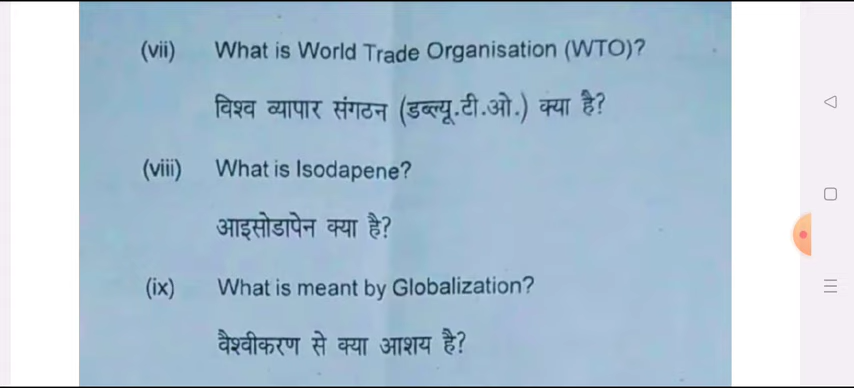 (vii) What is World Trade Organisation (WTO)?
विश्व व्यापार संगठन (डब्ल्यू.टी.ओ.) क्या है?
(viii) What is Isodapene?
आइसोडापेन क्या है?
(ix) What is meant by Globalization?
वैश्वीकरण से क्या आशय है?